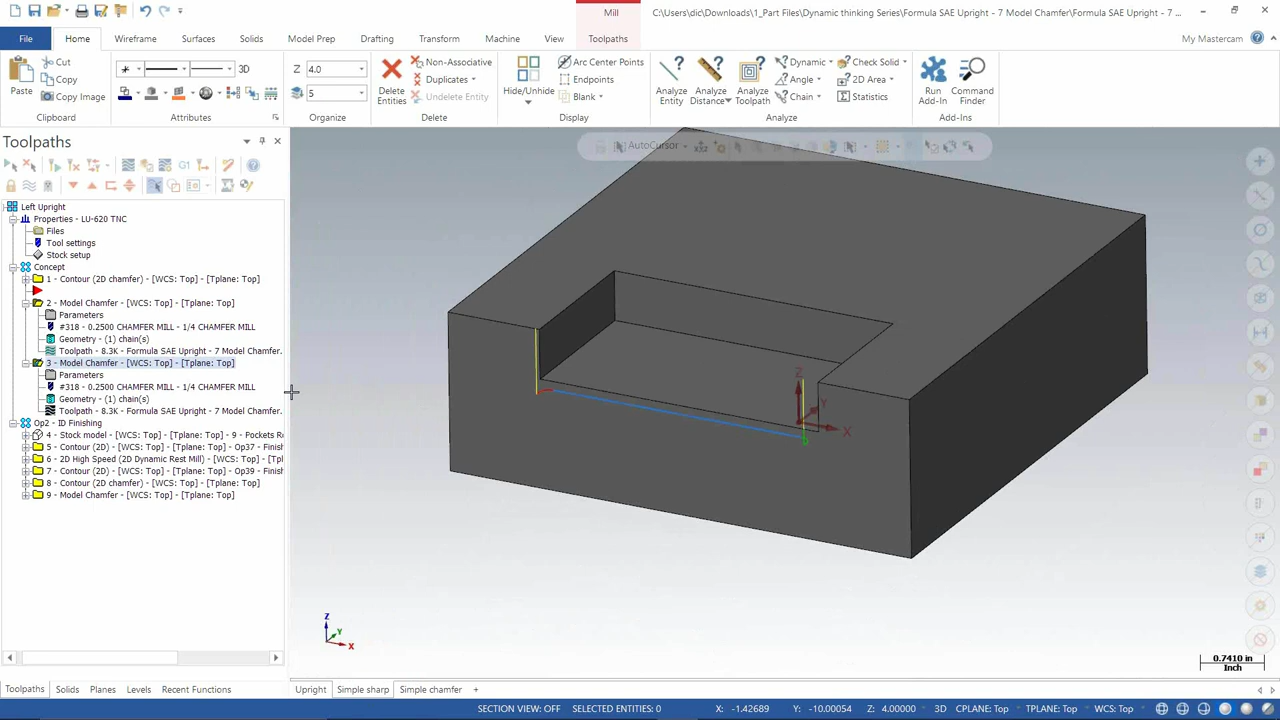 Mill
C:\Users\dic\Downloads\1_Part Files\Dynamic thinking Series\Formula SAE Upright - 7 Model Chamfer\Formula SAE Upright - 7 ...
File
Home
Wireframe
Surfaces
Solids
Model Prep
Drafting
Transform
Machine
View
Toolpaths
My Mastercam
Paste
Cut
Copy
Copy Image
Clipboard
3D
Attributes
Z 4.0
5
Organize
Delete Entities
Non-Associative
Duplicates
Undelete Entity
Delete
Hide/Unhide
Arc Center Points
Endpoints
Blank
Display
Analyze Entity
Analyze Distance
Analyze Toolpath
Dynamic
Angle
Chain
Check Solid
2D Area
Statistics
Analyze
Run Add-In
Command Finder
Add-Ins
Toolpaths
G1
AutoCursor
Left Upright
Properties - LU-620 TNC
Files
Tool settings
Stock setup
Concept
1 - Contour (2D chamfer) - [WCS: Top] - [Tplane: Top]
2 - Model Chamfer - [WCS: Top] - [Tplane: Top]
Parameters
#318 - 0.2500 CHAMFER MILL - 1/4 CHAMFER MILL
Geometry - (1) chain(s)
Toolpath - 8.3K - Formula SAE Upright - 7 Model Chamfer.
3 - Model Chamfer - [WCS: Top] - [Tplane: Top]
Parameters
#318 - 0.2500 CHAMFER MILL - 1/4 CHAMFER MILL
Geometry - (1) chain(s)
Toolpath - 8.3K - Formula SAE Upright - 7 Model Chamfer.
Op2 - ID Finishing
4 - Stock model - [WCS: Top] - [Tplane: Top] - 9 - Pockets R
5 - Contour (2D) - [WCS: Top] - [Tplane: Top] - Op37 - Finish
6 - 2D High Speed (2D Dynamic Rest Mill) - [WCS: Top] - [Tpl
7 - Contour (2D) - [WCS: Top] - [Tplane: Top] - Op39 - Finish
8 - Contour (2D chamfer) - [WCS: Top] - [Tplane: Top]
9 - Model Chamfer - [WCS: Top] - [Tplane: Top]
Z
Y
X
Z
Y
X
0.7410 in
Inch
Toolpaths
Solids
Planes
Levels
Recent Functions
Upright
Simple sharp
Simple chamfer
+
SECTION VIEW: OFF
SELECTED ENTITIES: 0
X: -1.42689
Y: -10.00054
Z: 4.00000
3D
CPLANE: Top
TPLANE: Top
WCS: Top